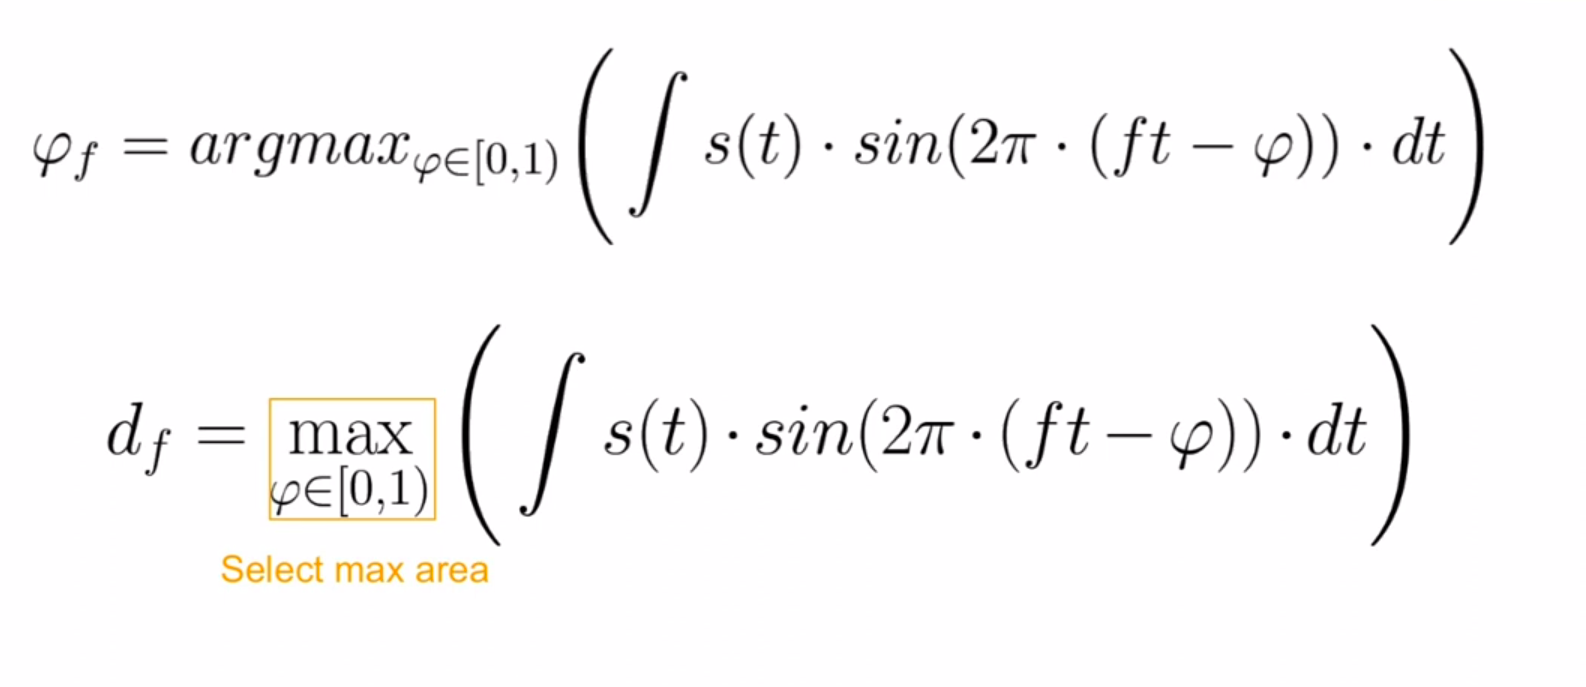 φ_f = argmax_{φ∈[0,1)} ( ∫ s(t) · sin(2π · (ft − φ)) · dt )
d_f = max_{φ∈[0,1)} ( ∫ s(t) · sin(2π · (ft − φ)) · dt )
Select max area